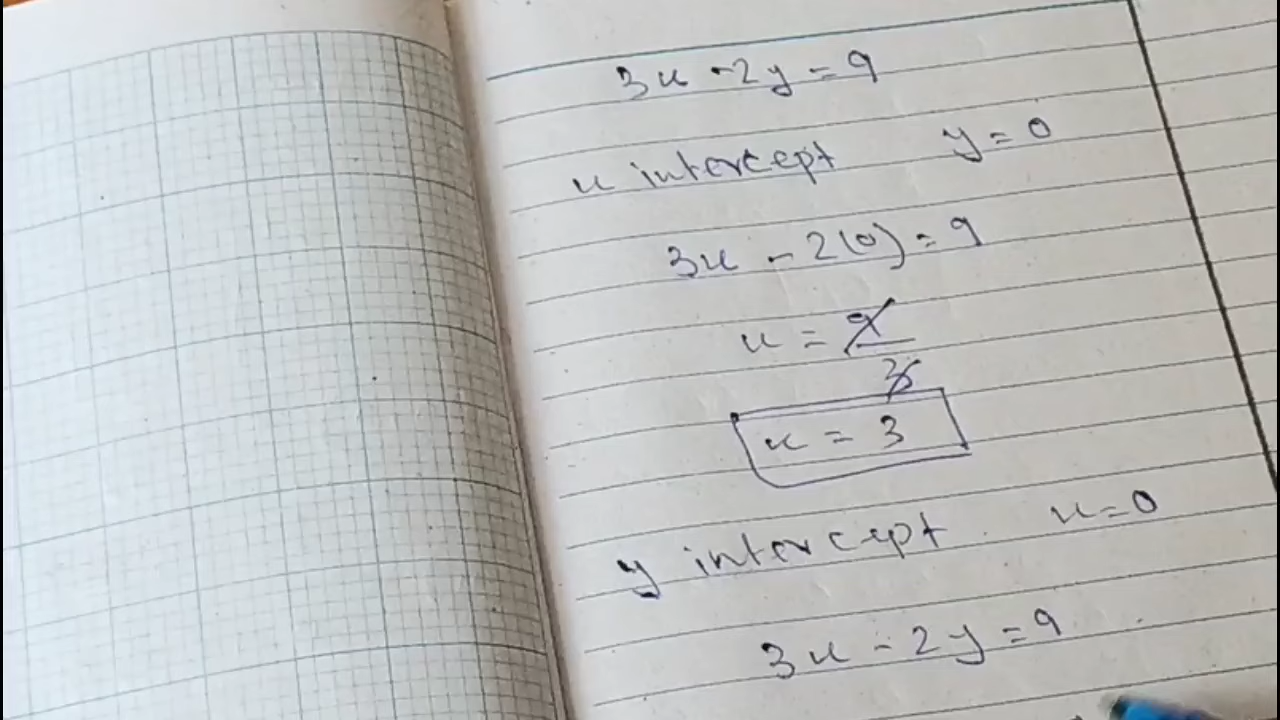 3x - 2y = 9
x intercept y = 0
3x - 2(0) = 9
x = 9/3
x = 3
y intercept. x = 0
3x - 2y = 9